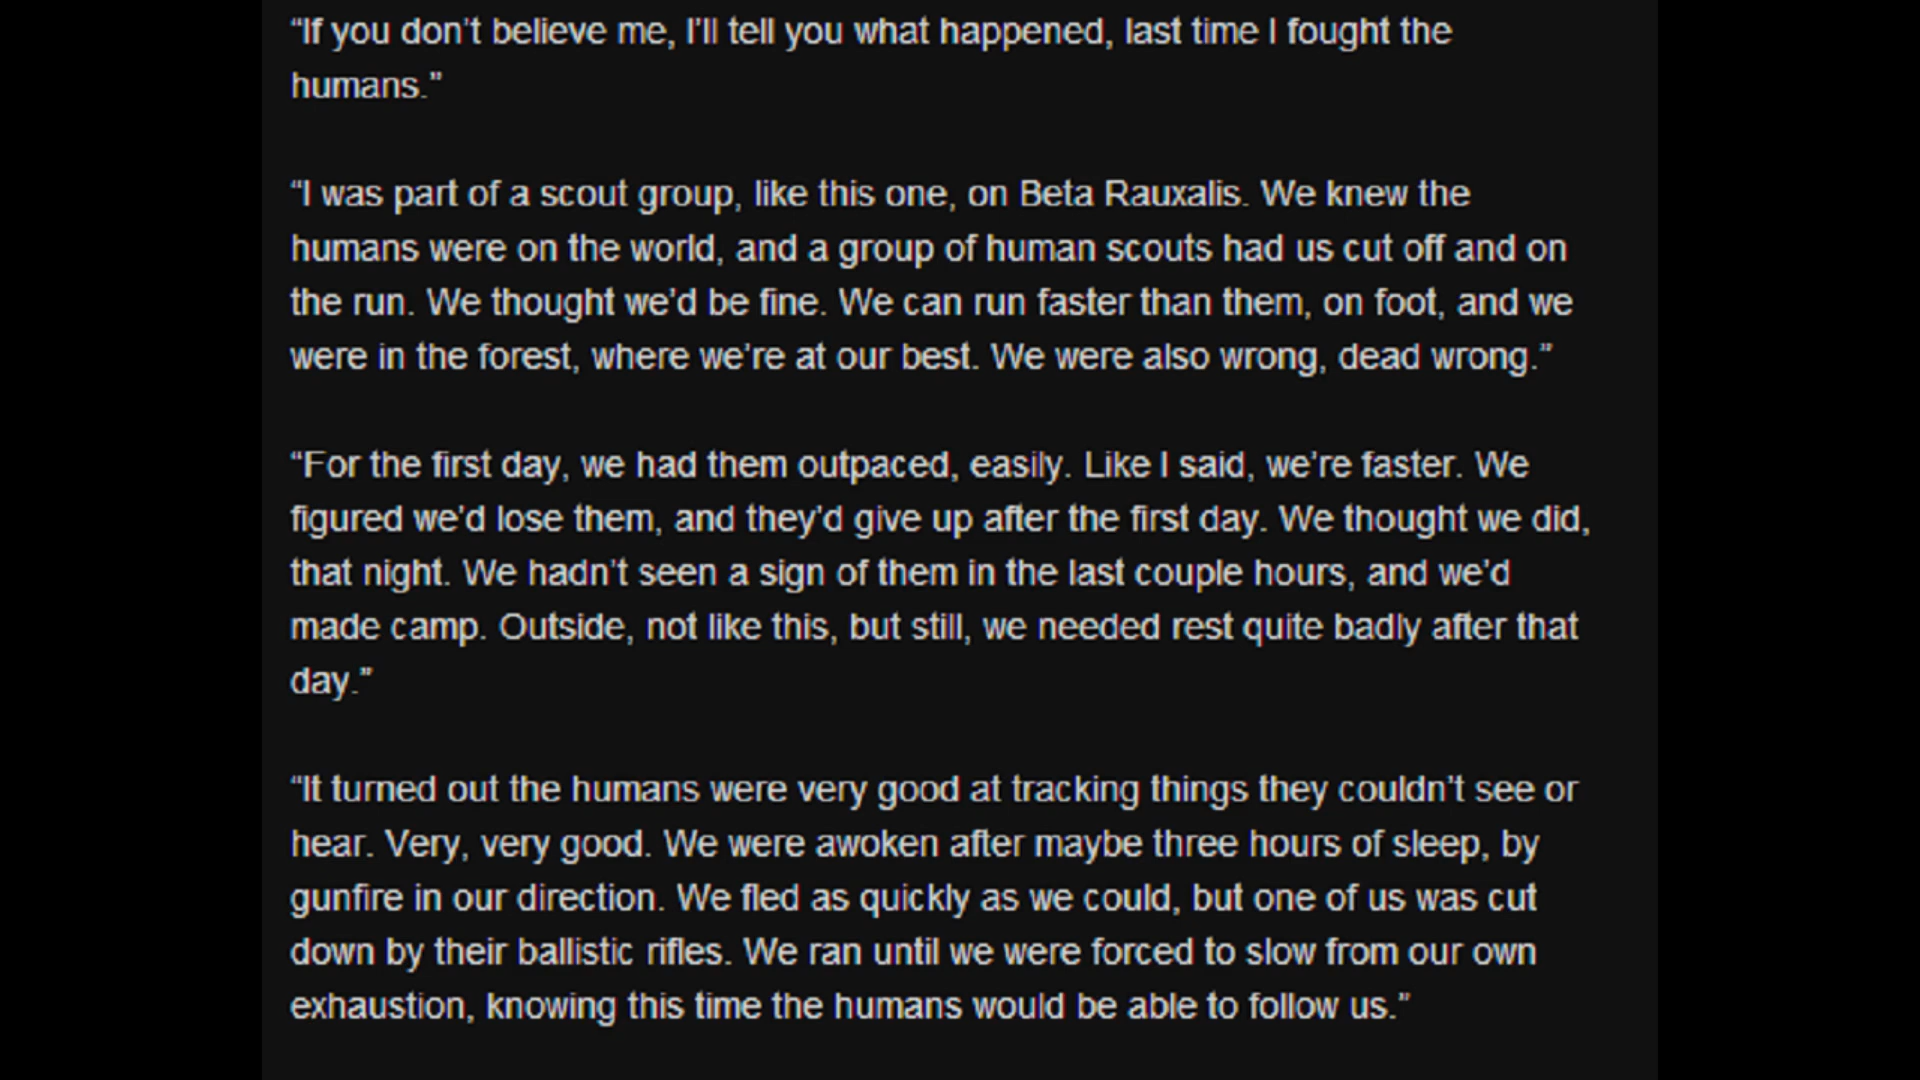 “If you don’t believe me, I’ll tell you what happened, last time I fought the
humans.”
“I was part of a scout group, like this one, on Beta Rauxalis. We knew the
humans were on the world, and a group of human scouts had us cut off and on
the run. We thought we’d be fine. We can run faster than them, on foot, and we
were in the forest, where we’re at our best. We were also wrong, dead wrong.”
“For the first day, we had them outpaced, easily. Like I said, we’re faster. We
figured we’d lose them, and they’d give up after the first day. We thought we did,
that night. We hadn’t seen a sign of them in the last couple hours, and we’d
made camp. Outside, not like this, but still, we needed rest quite badly after that
day.”
“It turned out the humans were very good at tracking things they couldn’t see or
hear. Very, very good. We were awoken after maybe three hours of sleep, by
gunfire in our direction. We fled as quickly as we could, but one of us was cut
down by their ballistic rifles. We ran until we were forced to slow from our own
exhaustion, knowing this time the humans would be able to follow us.”